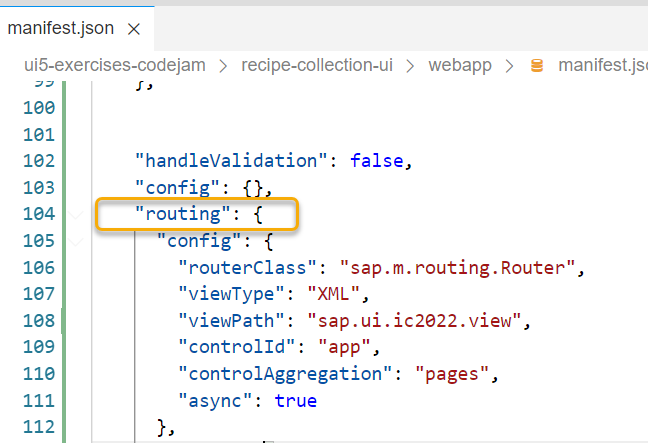 manifest.json
ui5-exercises-codejam > recipe-collection-ui > webapp > manifest.js
99 },
100
101
102 "handleValidation": false,
103 "config": {},
104 "routing": {
105 "config": {
106 "routerClass": "sap.m.routing.Router",
107 "viewType": "XML",
108 "viewPath": "sap.ui.ic2022.view",
109 "controlId": "app",
110 "controlAggregation": "pages",
111 "async": true
112 },